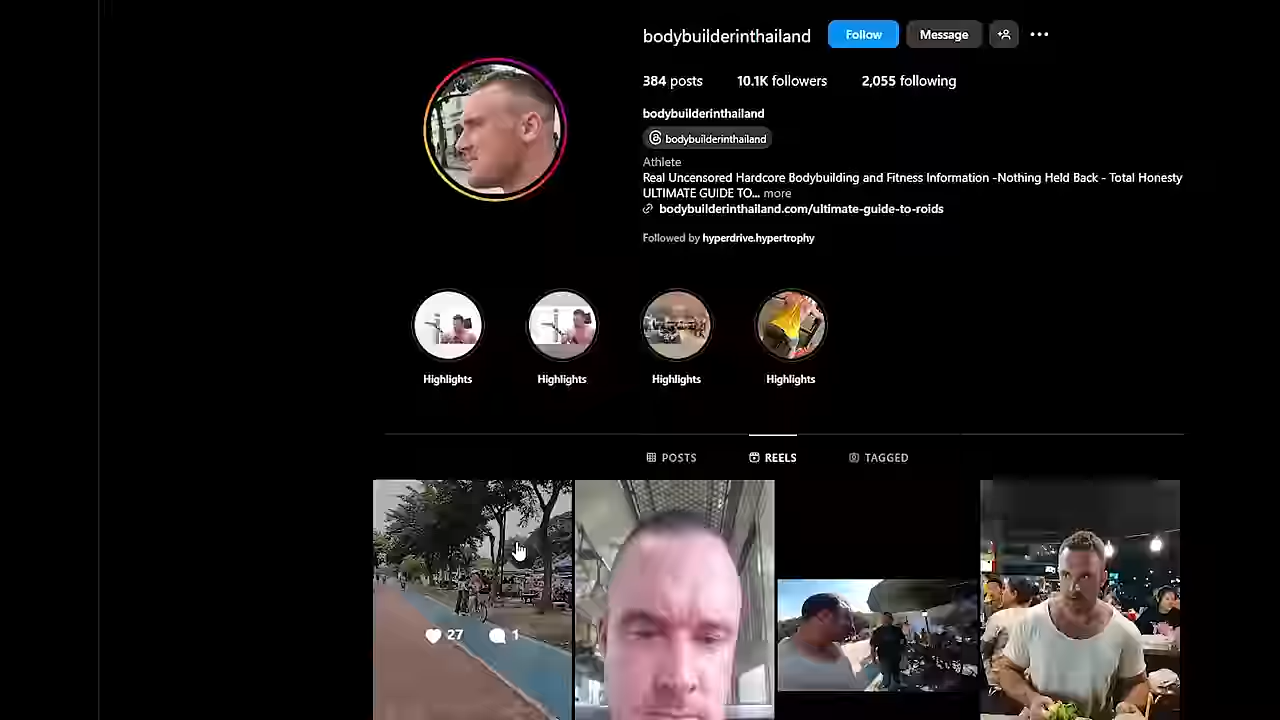 bodybuilderinthailand Follow Message
384 posts 10.1K followers 2,055 following
bodybuilderinthailand
bodybuilderinthailand
Athlete
Real Uncensored Hardcore Bodybuilding and Fitness Information -Nothing Held Back - Total Honesty
ULTIMATE GUIDE TO... more
bodybuilderinthailand.com/ultimate-guide-to-roids
Followed by hyperdrive.hypertrophy
Highlights Highlights Highlights Highlights
POSTS REELS TAGGED
27 1